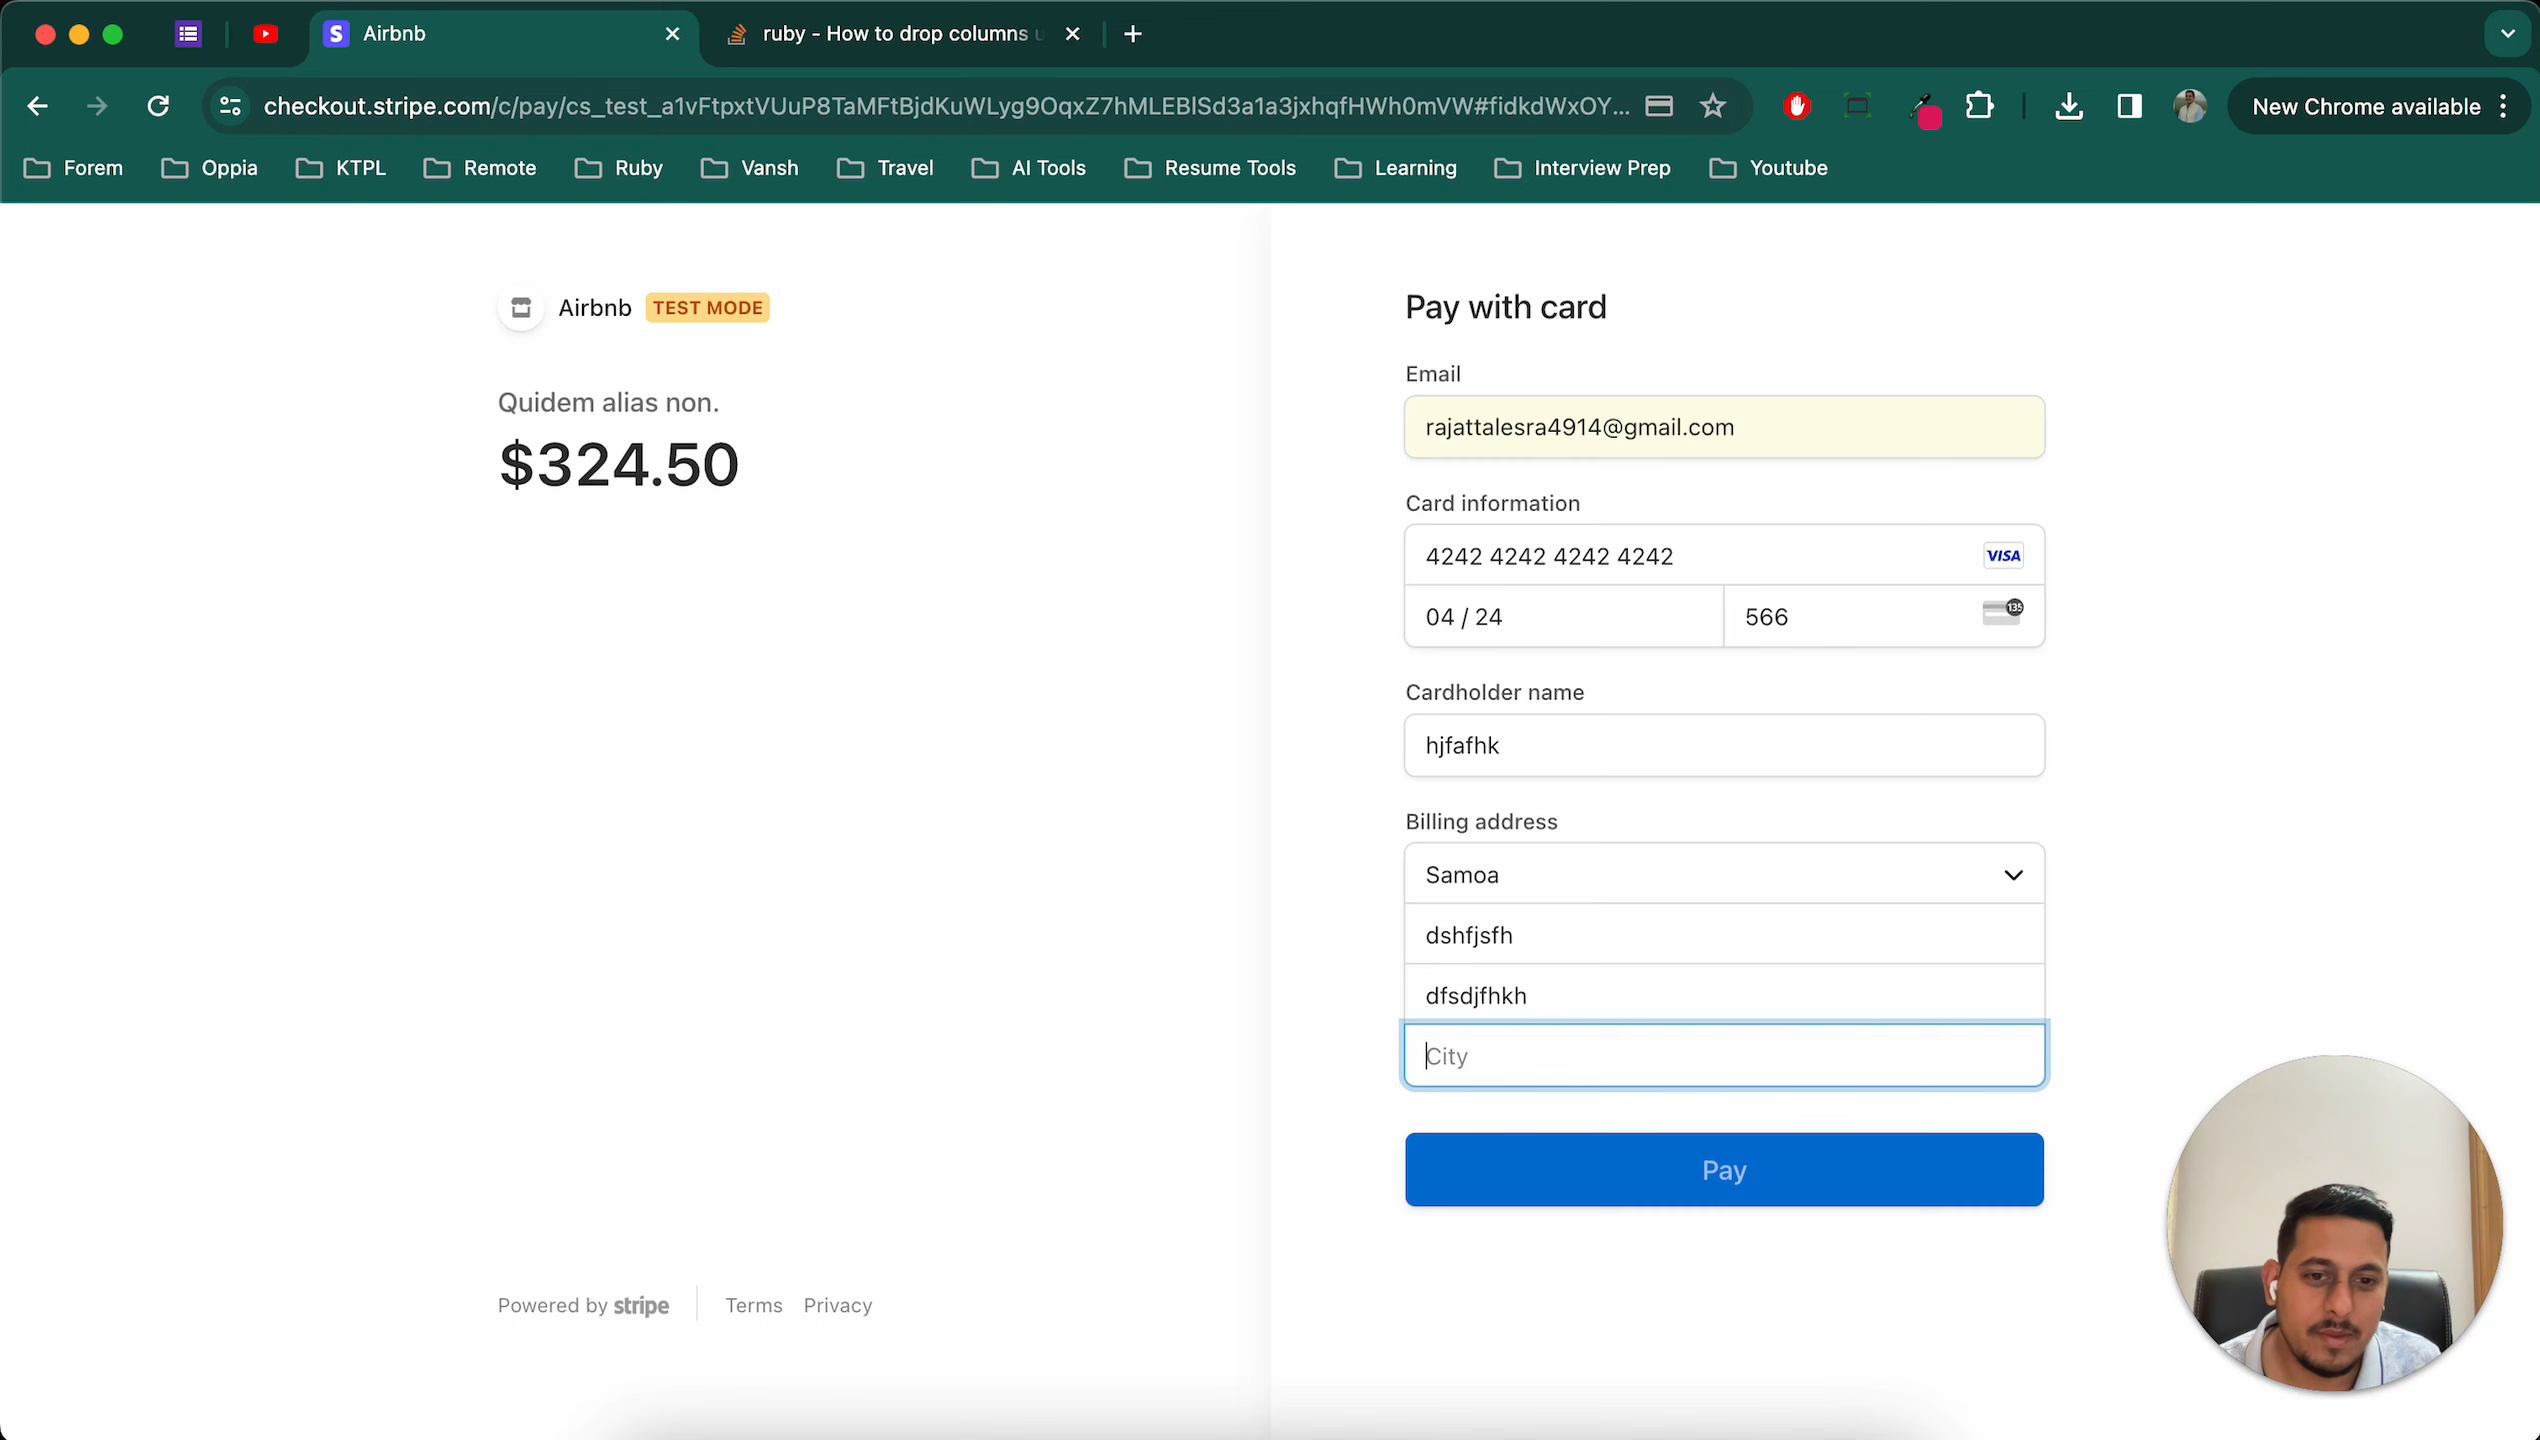 Airbnb
ruby - How to drop columns u
checkout.stripe.com/c/pay/cs_test_a1vFtpxtVUuP8TaMFtBjdKuWLyg9OqxZ7hMLEBlSd3a1a3jxhqfHWh0mVW#fidkdWxOY...
New Chrome available
Forem
Oppia
KTPL
Remote
Ruby
Vansh
Travel
AI Tools
Resume Tools
Learning
Interview Prep
Youtube
Airbnb TEST MODE
Quidem alias non.
$324.50
Powered by stripe
Terms
Privacy
Pay with card
Email
rajattalesra4914@gmail.com
Card information
4242 4242 4242 4242 VISA
04 / 24
566
135
Cardholder name
hjfafhk
Billing address
Samoa
dshfjsfh
dfsdjfhkh
City
Pay